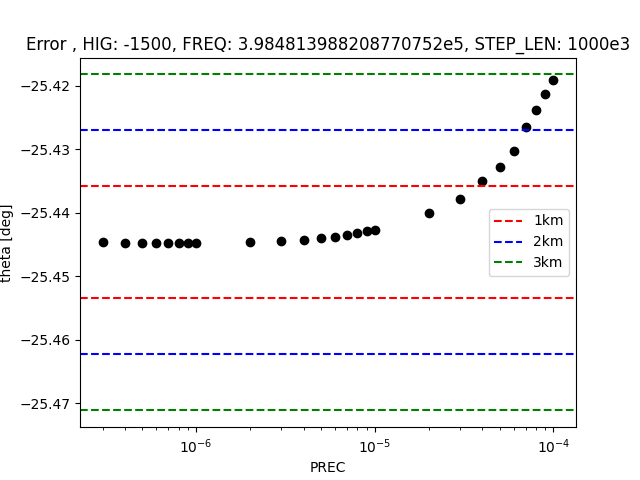 Error , HIG: -1500, FREQ: 3.984813988208770752e5, STEP_LEN: 1000e3
−25.42
−25.43
−25.44
−25.45
−25.46
−25.47
theta [deg]
1km
2km
3km
10⁻⁶
10⁻⁵
10⁻⁴
PREC